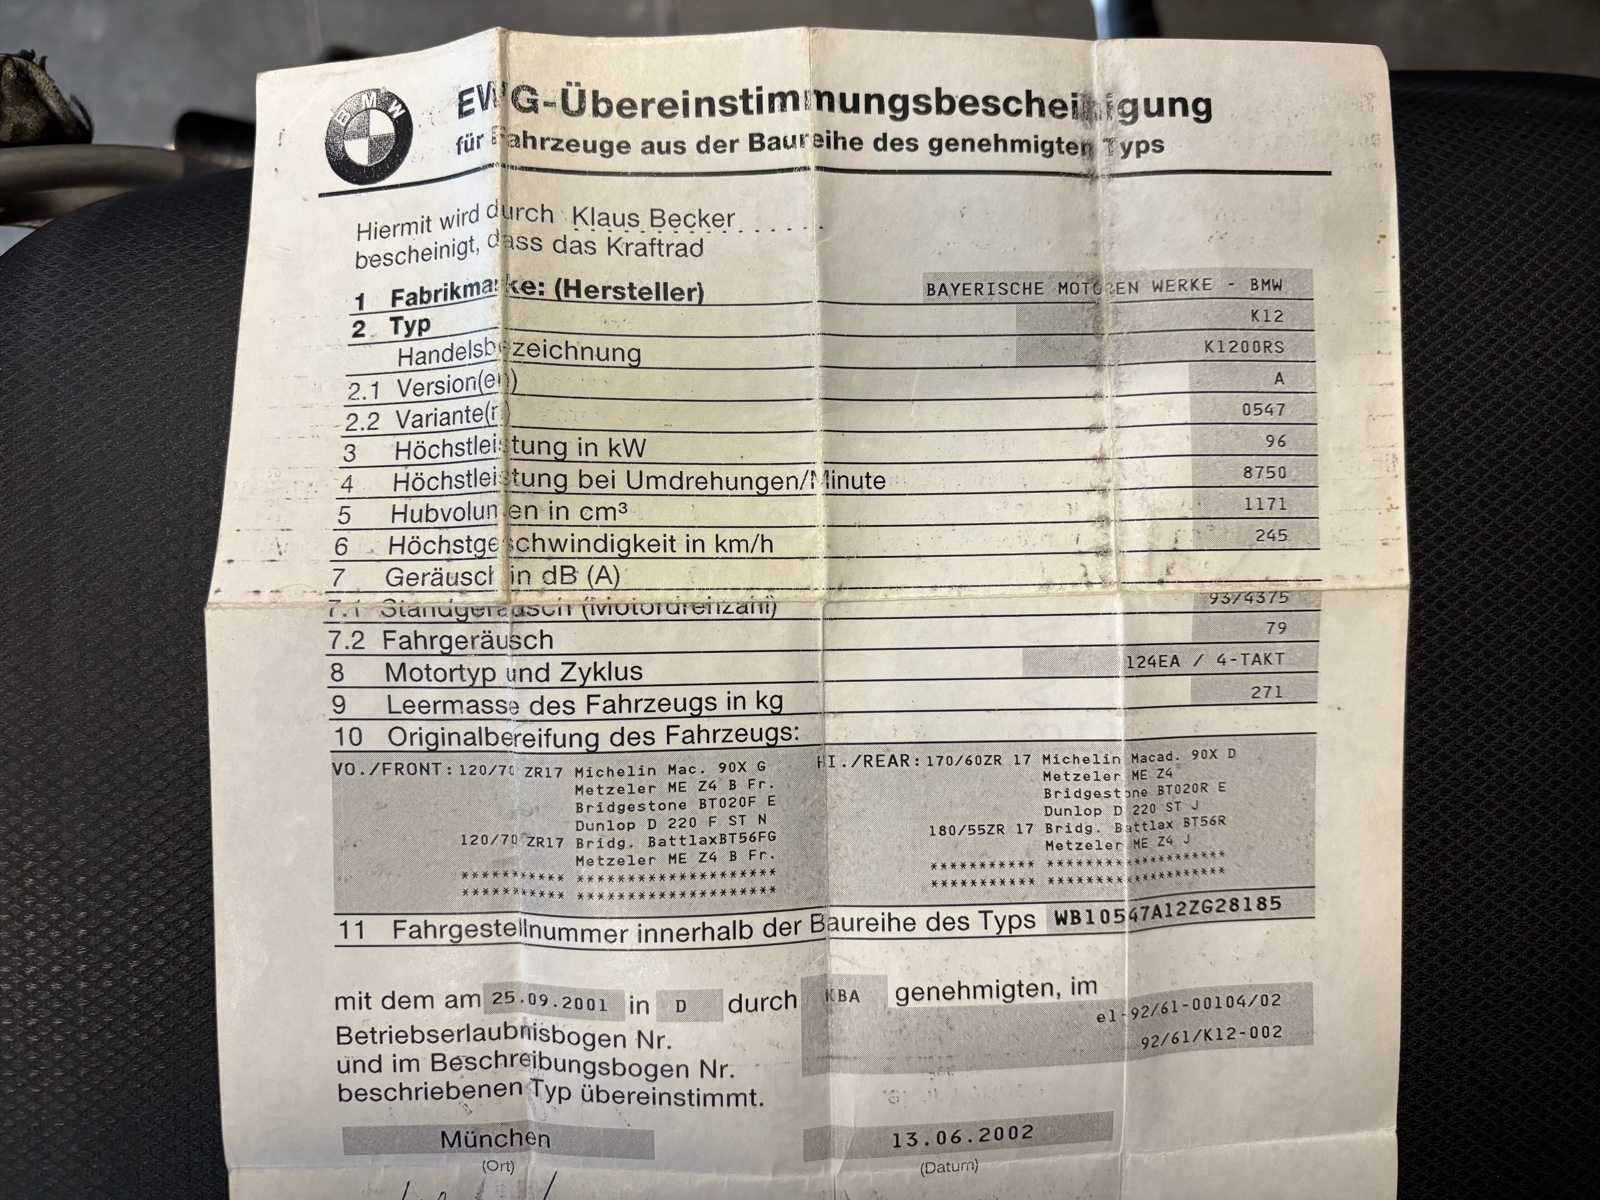 BMW
EWG-Übereinstimmungsbescheinigung
für Fahrzeuge aus der Baureihe des genehmigten Typs
Hiermit wird durch Klaus Becker
bescheinigt, dass das Kraftrad
1 Fabrikmarke: (Hersteller) BAYERISCHE MOTOREN WERKE - BMW
2 Typ K12
Handelsbezeichnung K1200RS
2.1 Version(en) A
2.2 Variante(n) 0547
3 Höchstleistung in kW 96
4 Höchstleistung bei Umdrehungen/Minute 8750
5 Hubvolumen in cm³ 1171
6 Höchstgeschwindigkeit in km/h 245
7 Geräusch in dB (A)
7.1 Standgeräusch (Motordrehzahl) 93/4375
7.2 Fahrgeräusch 79
8 Motortyp und Zyklus 124EA / 4-TAKT
9 Leermasse des Fahrzeugs in kg 271
10 Originalbereifung des Fahrzeugs:
VO./FRONT: 120/70 ZR17 Michelin Mac. 90X G HI./REAR: 170/60ZR 17 Michelin Macad. 90X D
Metzeler ME Z4 B Fr. Metzeler ME Z4
Bridgestone BT020F E Bridgestone BT020R E
Dunlop D 220 F ST N Dunlop D 220 ST J
120/70 ZR17 Bridg. BattlaxBT56FG 180/55ZR 17 Bridg. Battlax BT56R
Metzeler ME Z4 B Fr. Metzeler ME Z4 J
*********** ******************** *********** ********************
*********** ******************** *********** ********************
11 Fahrgestellnummer innerhalb der Baureihe des Typs WB10547A12ZG28185
mit dem am 25.09.2001 in D durch KBA genehmigten, im
Betriebserlaubnisbogen Nr. e1-92/61-00104/02
und im Beschreibungsbogen Nr. 92/61/K12-002
beschriebenen Typ übereinstimmt.
München 13.06.2002
(Ort) (Datum)